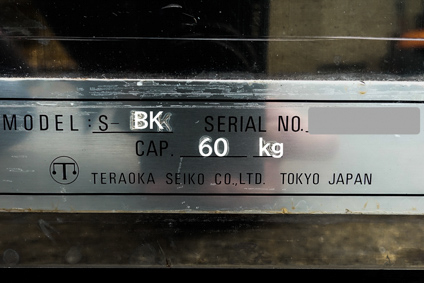 MODEL: S- BK SERIAL NO.
CAP. 60 kg
T TERAOKA SEIKO CO.,LTD. TOKYO JAPAN